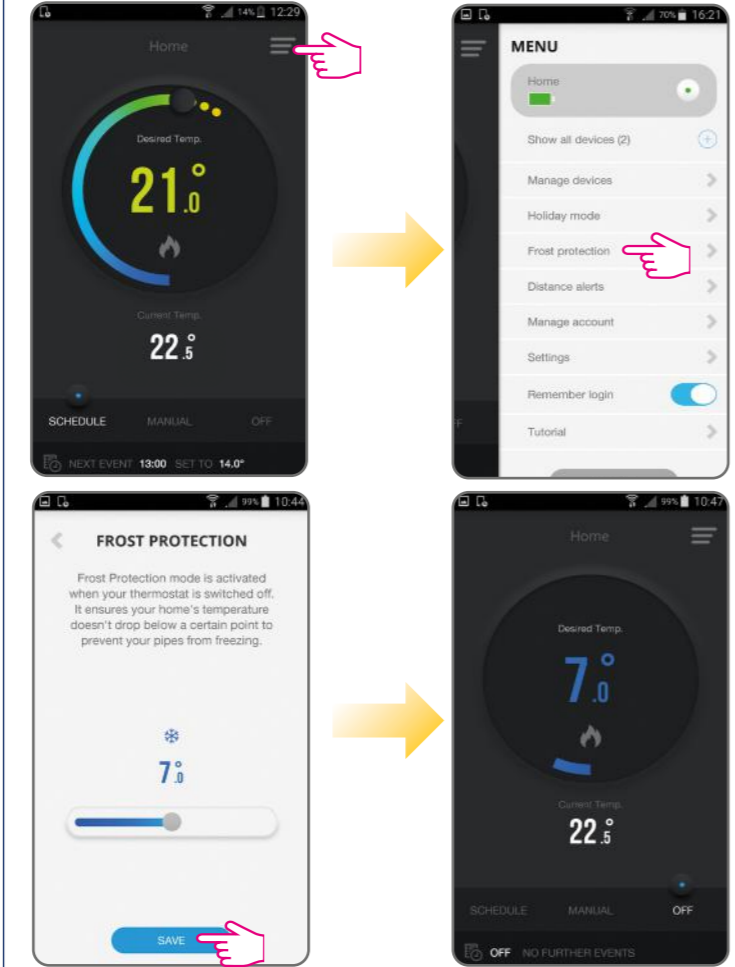 14% 12:29
Home
Desired Temp.
21.0°
Current Temp.
22.5°
SCHEDULE MANUAL OFF
NEXT EVENT 13:00 SET TO 14.0°
70% 16:21
MENU
Home
Show all devices (2)
Manage devices
Holiday mode
Frost protection
Distance alerts
Manage account
Settings
Remember login
Tutorial
F
99% 10:44
FROST PROTECTION
Frost Protection mode is activated
when your thermostat is switched off.
It ensures your home's temperature
doesn't drop below a certain point to
prevent your pipes from freezing.
7.0°
SAVE
99% 10:47
Home
Desired Temp.
7.0°
Current Temp.
22.5°
SCHEDULE MANUAL OFF
OFF NO FURTHER EVENTS